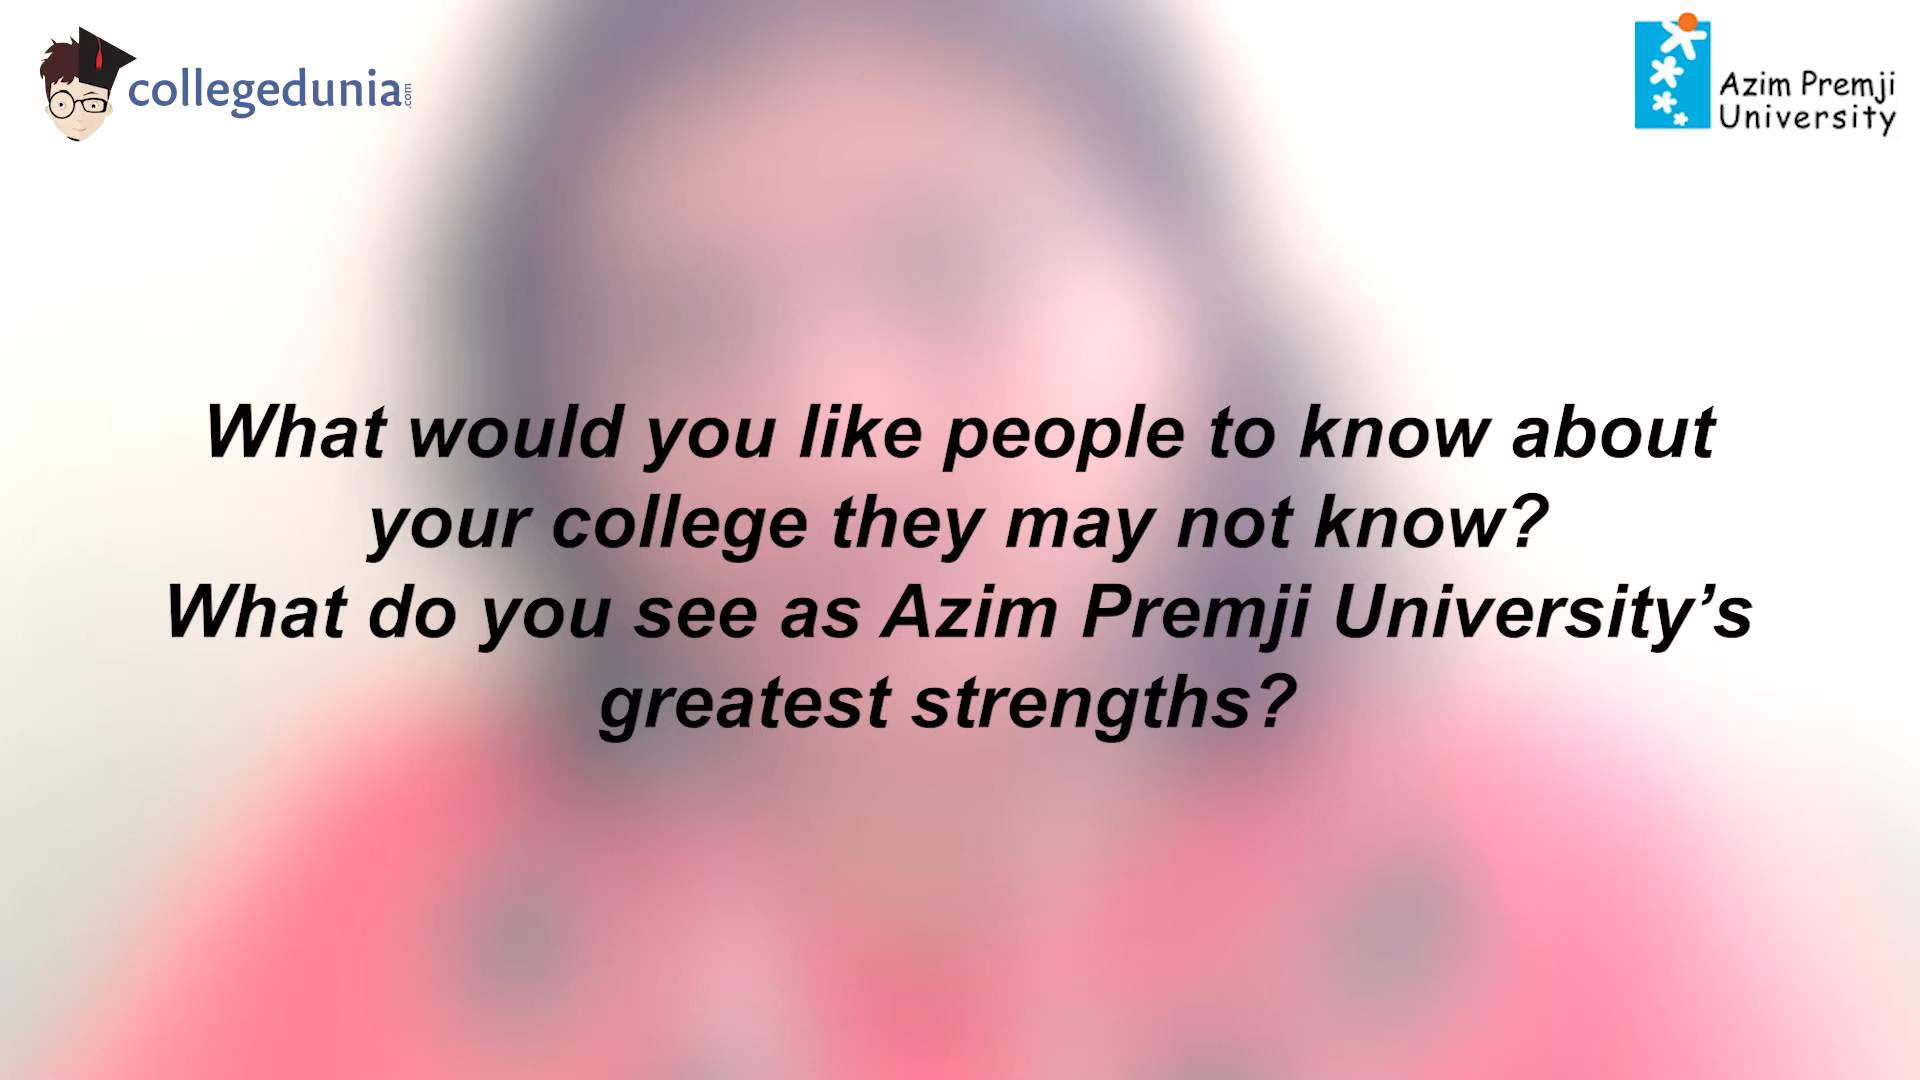 collegedunia.com
Azim Premji
University
What would you like people to know about
your college they may not know?
What do you see as Azim Premji University’s
greatest strengths?